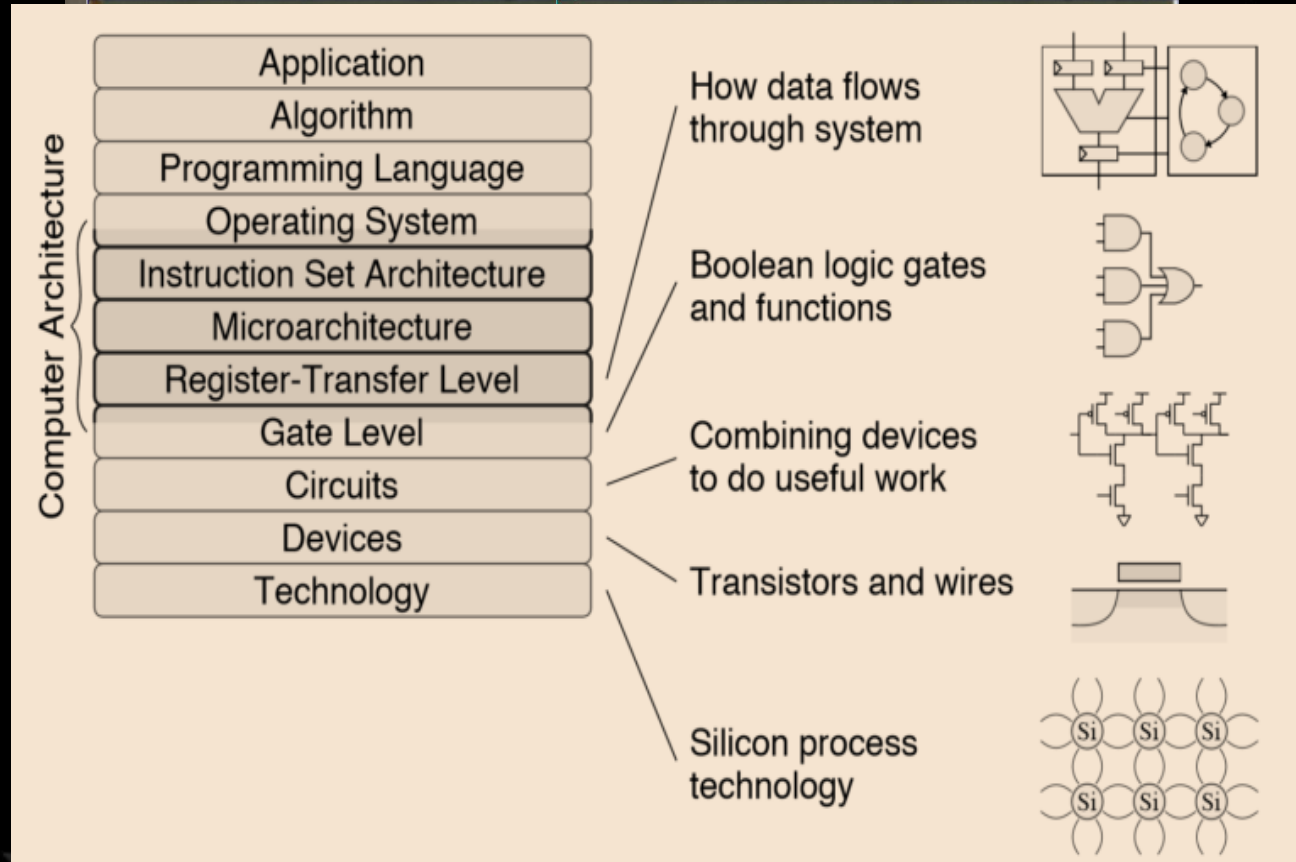 Computer Architecture
Application
Algorithm
Programming Language
Operating System
Instruction Set Architecture
Microarchitecture
Register-Transfer Level
Gate Level
Circuits
Devices
Technology
How data flows
through system
Boolean logic gates
and functions
Combining devices
to do useful work
Transistors and wires
Silicon process
technology
Si Si Si
Si Si Si